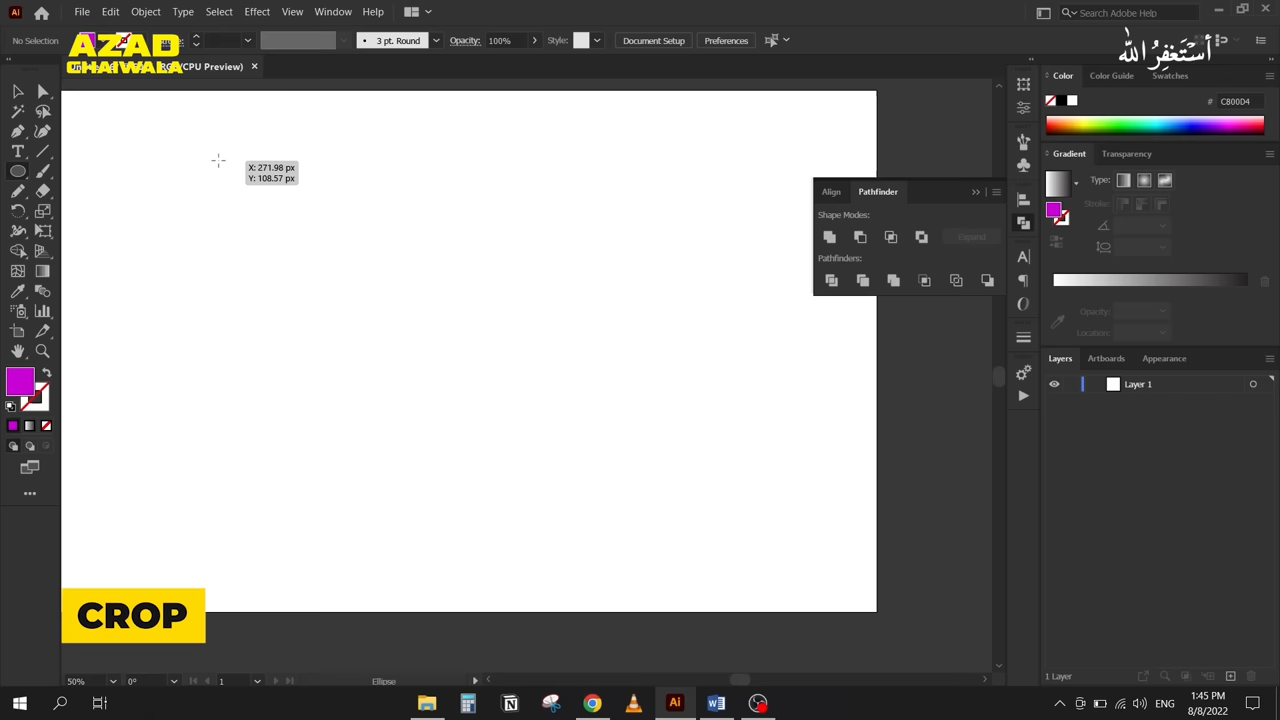 File Edit Object Type Select Effect View Window Help
Search Adobe Help
No Selection
3 pt. Round
Opacity: 100%
Style:
Document Setup
Preferences
AZAD
CHAIWALA
/CPU Preview)
أستغفر الله
X: 271.98 px
Y: 108.57 px
Align Pathfinder
Shape Modes:
Expand
Pathfinders:
Color Color Guide Swatches
# C800D4
Gradient Transparency
Type:
Stroke:
Opacity:
Location:
Layers Artboards Appearance
Layer 1
CROP
1 Layer
50% 0° 1 Ellipse
ENG
1:45 PM
8/8/2022